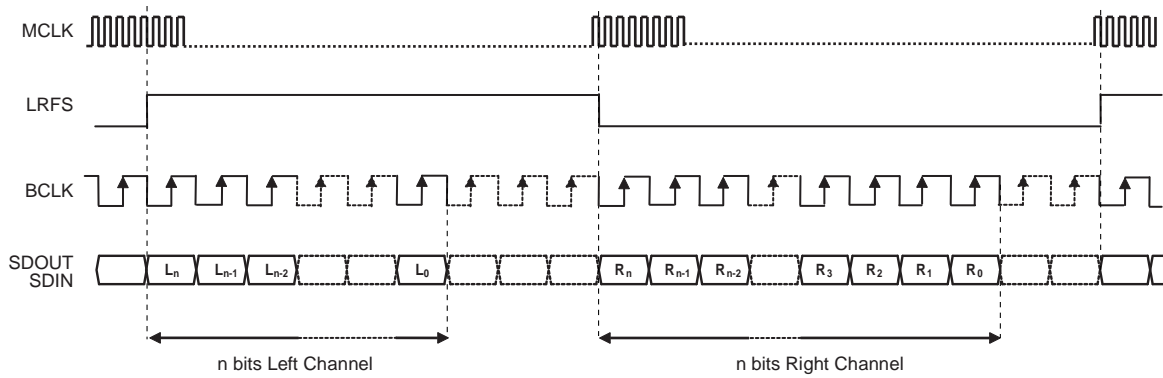 MCLK
LRFS
BCLK
SDOUT
SDIN
Ln Ln-1 Ln-2 L0 Rn Rn-1 Rn-2 R3 R2 R1 R0
n bits Left Channel n bits Right Channel